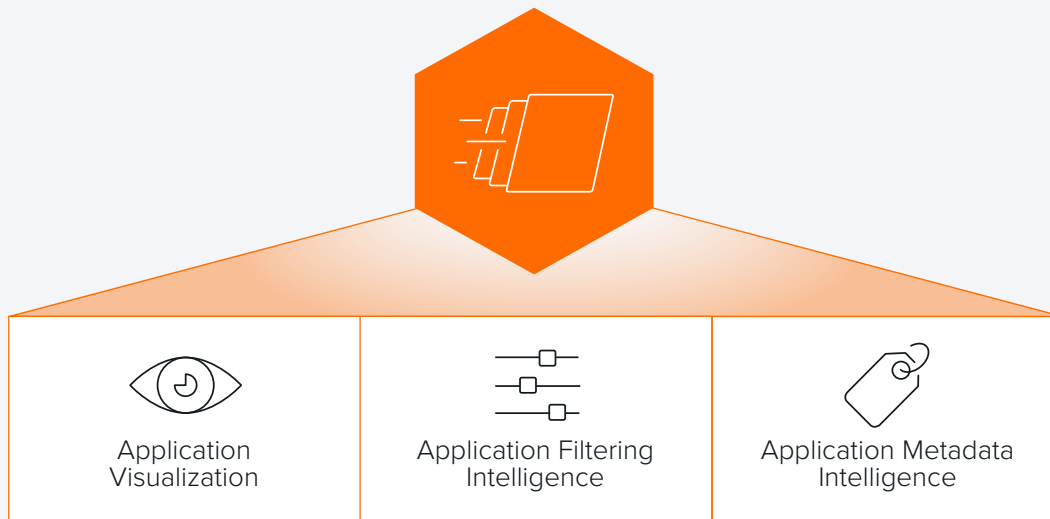 Application
Visualization
Application Filtering
Intelligence
Application Metadata
Intelligence